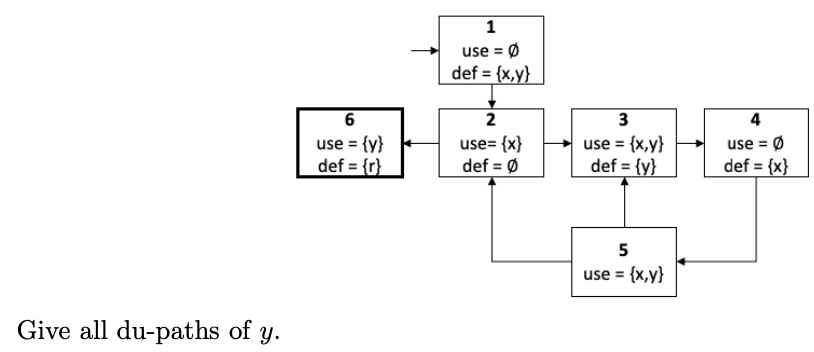 1
use = Ø
def = {x,y}
6
use = {y}
def = {r}
2
use= {x}
def = Ø
3
use = {x,y}
def = {y}
4
use = Ø
def = {x}
5
use = {x,y}
Give all du-paths of y.